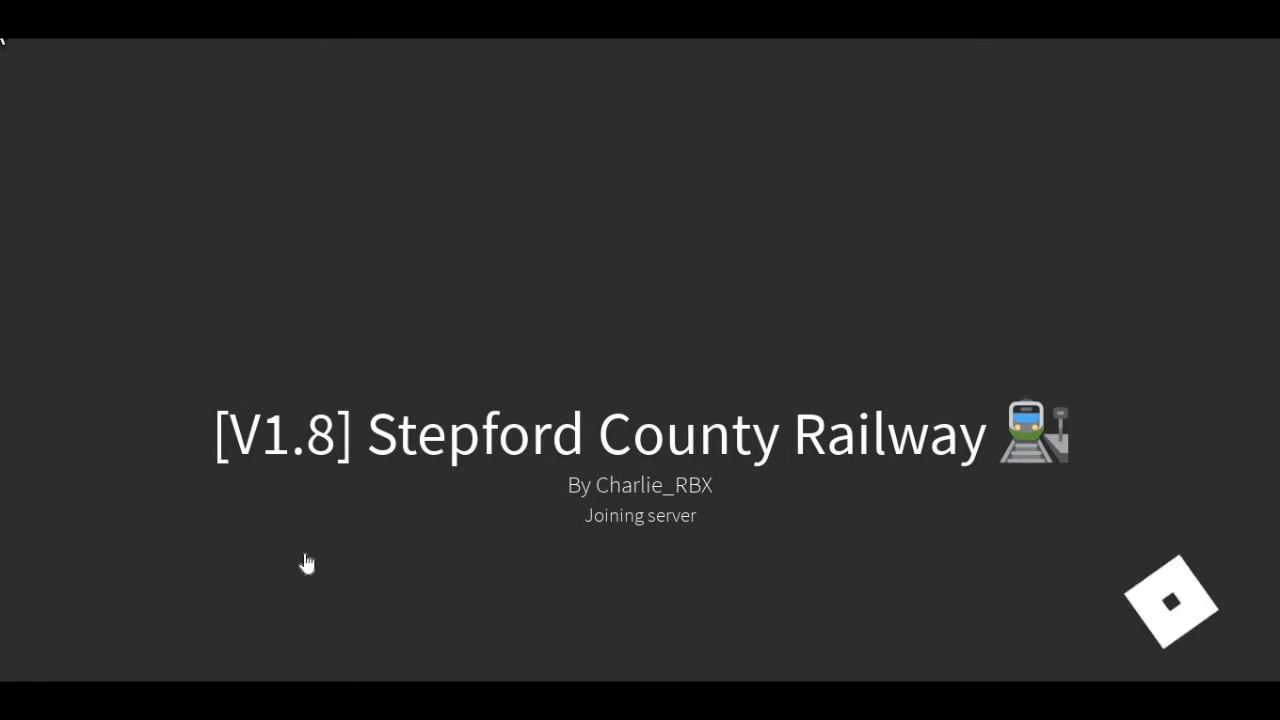 [V1.8] Stepford County Railway 🚉
By Charlie_RBX
Joining server